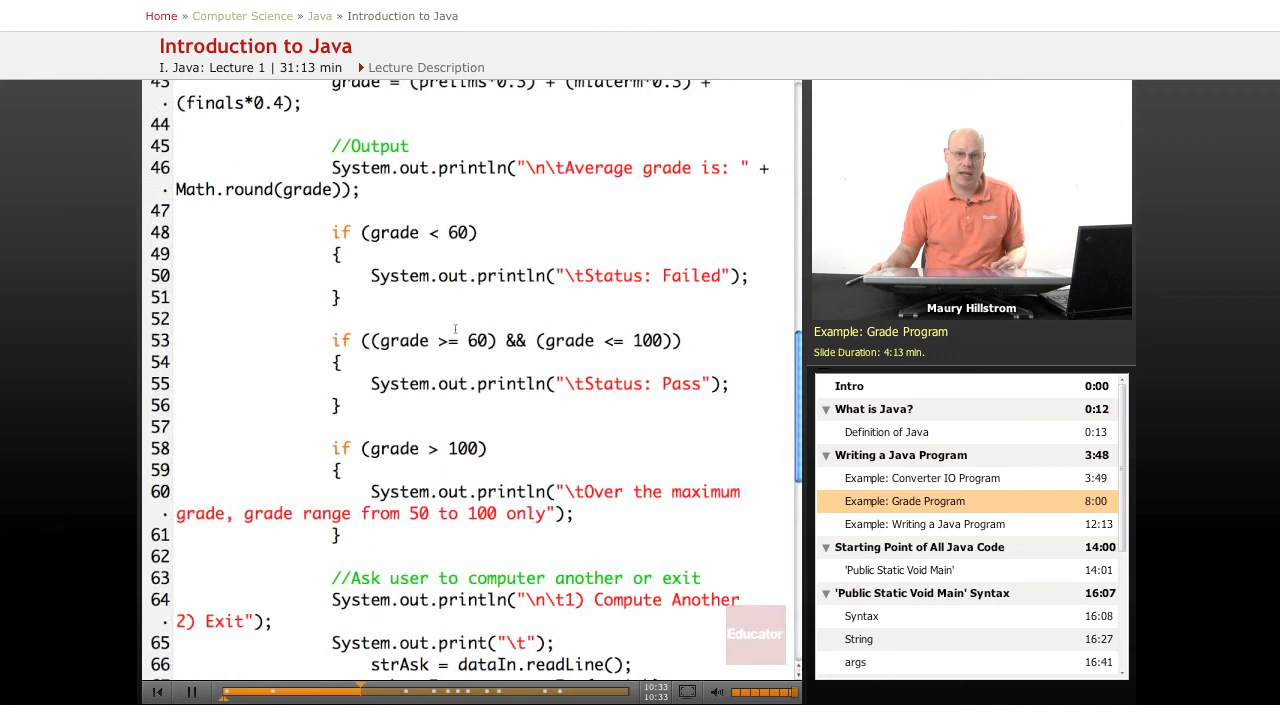 Home » Computer Science » Java » Introduction to Java
Introduction to Java
I. Java: Lecture 1 | 31:13 min Lecture Description
43 grade = (prelims*0.3) + (midterm*0.3) +
· (finals*0.4);
44
45 //Output
46 System.out.println("\n\tAverage grade is: " +
· Math.round(grade));
47
48 if (grade < 60)
49 {
50 System.out.println("\tStatus: Failed");
51 }
52
53 if ((grade >= 60) && (grade <= 100))
54 {
55 System.out.println("\tStatus: Pass");
56 }
57
58 if (grade > 100)
59 {
60 System.out.println("\tOver the maximum
· grade, grade range from 50 to 100 only");
61 }
62
63 //Ask user to computer another or exit
64 System.out.println("\n\t1) Compute Another
· 2) Exit");
65 System.out.print("\t");
66 strAsk = dataIn.readLine();
Educator
10:33
10:33
Maury Hillstrom
Example: Grade Program
Slide Duration: 4:13 min.
Intro 0:00
What is Java? 0:12
Definition of Java 0:13
Writing a Java Program 3:48
Example: Converter IO Program 3:49
Example: Grade Program 8:00
Example: Writing a Java Program 12:13
Starting Point of All Java Code 14:00
'Public Static Void Main' 14:01
'Public Static Void Main' Syntax 16:07
Syntax 16:08
String 16:27
args 16:41